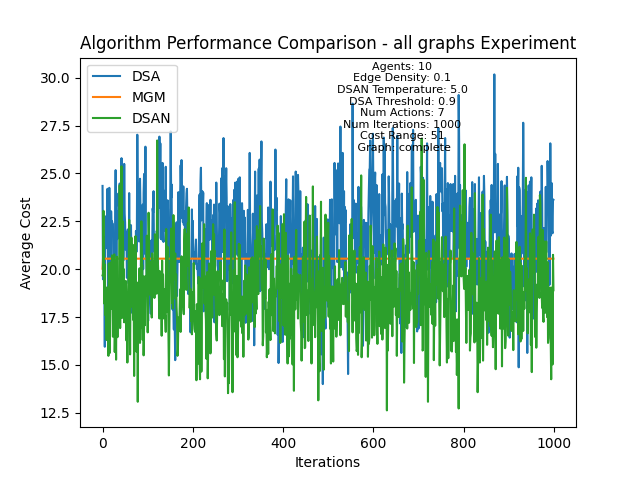 Algorithm Performance Comparison - all graphs Experiment
DSA
MGM
DSAN
Agents: 10
Edge Density: 0.1
DSAN Temperature: 5.0
DSA Threshold: 0.9
Num Actions: 7
Num Iterations: 1000
Cost Range: 51
Graph: complete
Average Cost
30.0
27.5
25.0
22.5
20.0
17.5
15.0
12.5
0 200 400 600 800 1000
Iterations